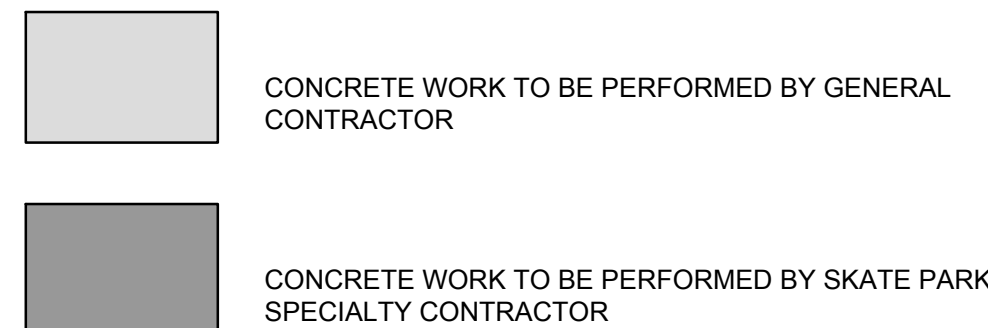 CONCRETE WORK TO BE PERFORMED BY GENERAL
CONTRACTOR
CONCRETE WORK TO BE PERFORMED BY SKATE PARK
SPECIALTY CONTRACTOR